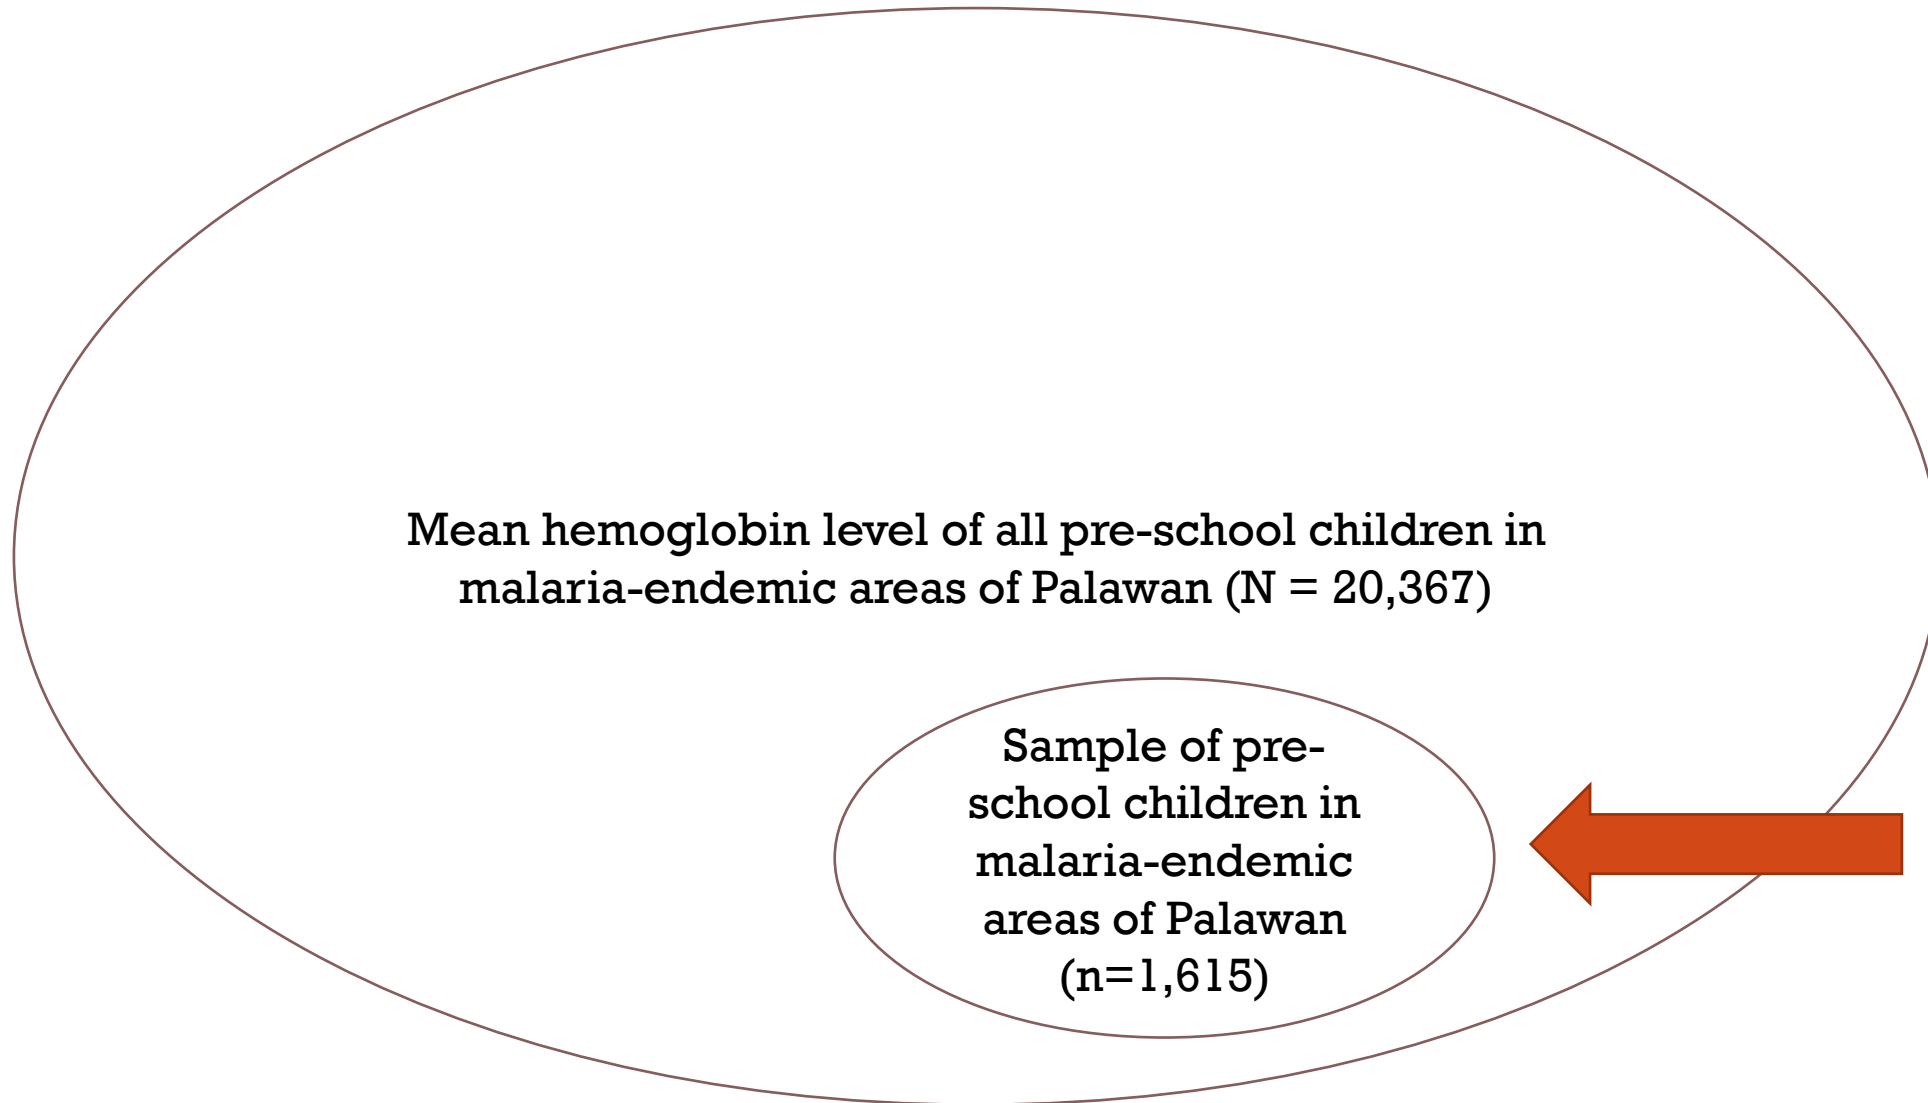 Mean hemoglobin level of all pre-school children in
malaria-endemic areas of Palawan (N = 20,367)
Sample of pre-
school children in
malaria-endemic
areas of Palawan
(n=1,615)